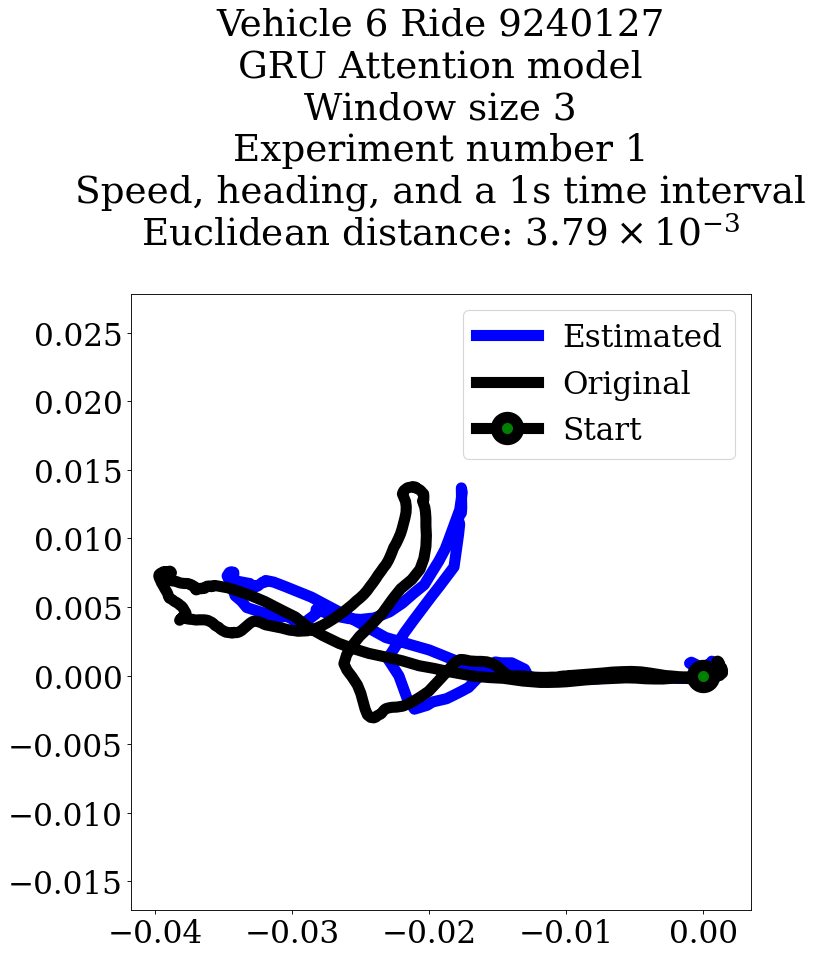 Vehicle 6 Ride 9240127
GRU Attention model
Window size 3
Experiment number 1
Speed, heading, and a 1s time interval
Euclidean distance: 3.79 × 10⁻³
Estimated
Original
Start
0.025
0.020
0.015
0.010
0.005
0.000
−0.005
−0.010
−0.015
−0.04 −0.03 −0.02 −0.01 0.00